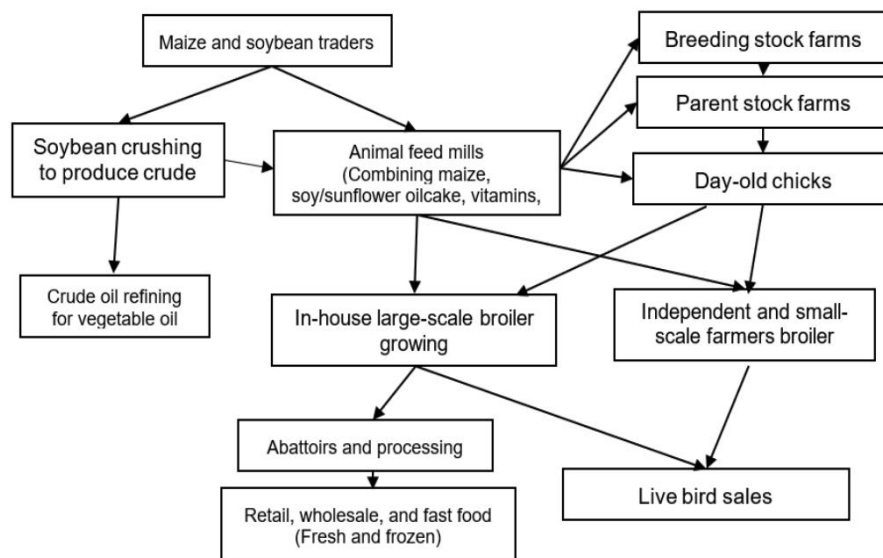 Maize and soybean traders
Breeding stock farms
Parent stock farms
Soybean crushing
to produce crude
Animal feed mills
(Combining maize,
soy/sunflower oilcake, vitamins,
Day-old chicks
Crude oil refining
for vegetable oil
In-house large-scale broiler
growing
Independent and small-
scale farmers broiler
Abattoirs and processing
Live bird sales
Retail, wholesale, and fast food
(Fresh and frozen)